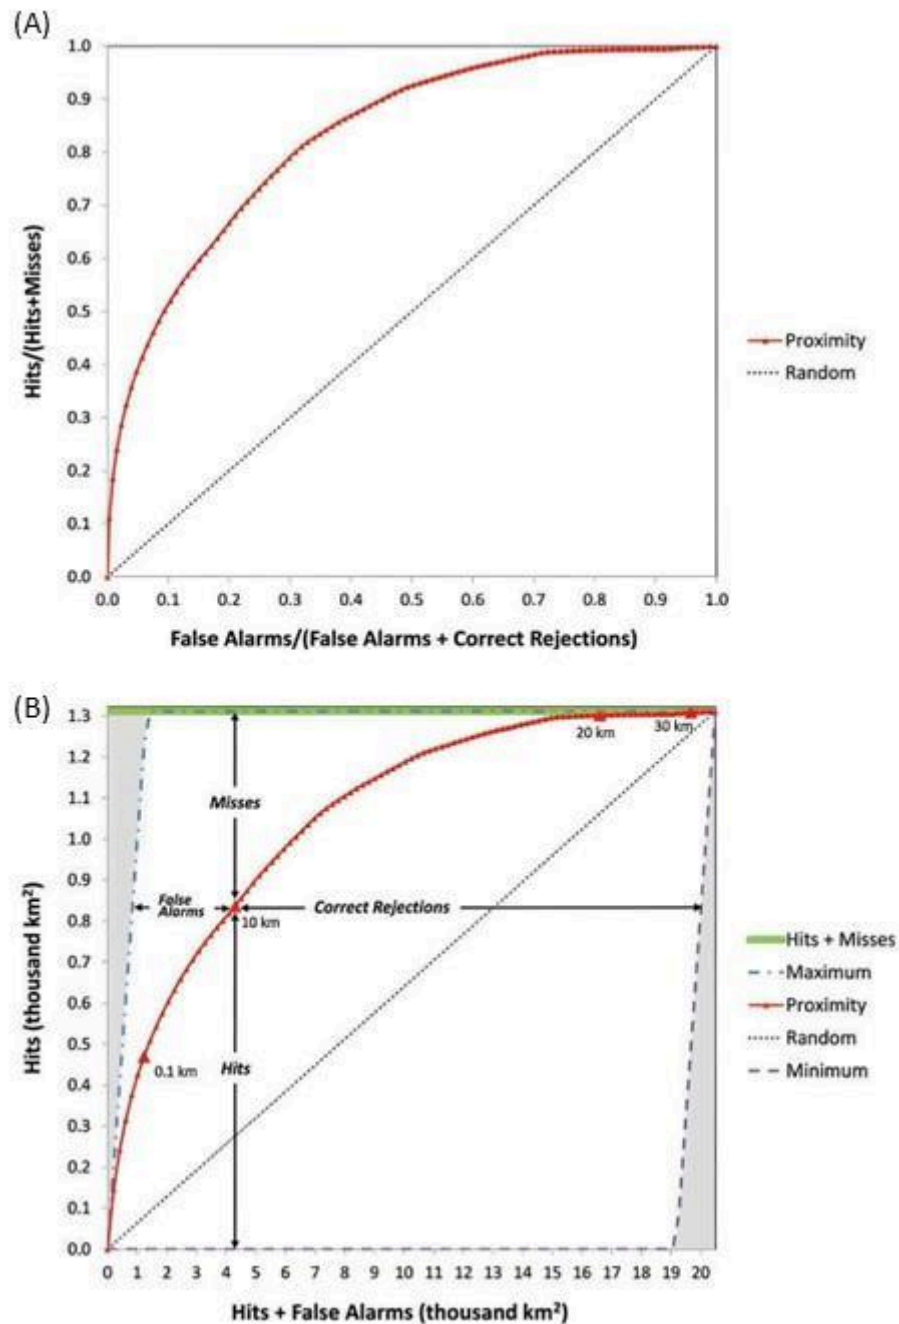 (A)
1.0
0.9
0.8
0.7
0.6
0.5
0.4
0.3
0.2
0.1
0.0
Hits/(Hits+Misses)
0.0 0.1 0.2 0.3 0.4 0.5 0.6 0.7 0.8 0.9 1.0
False Alarms/(False Alarms + Correct Rejections)
Proximity
Random
(B)
1.3
1.2
1.1
1.0
0.9
0.8
0.7
0.6
0.5
0.4
0.3
0.2
0.1
0.0
Hits (thousand km²)
20 km
30 km
Misses
False
Alarms
Correct Rejections
10 km
0.1 km
Hits
0 1 2 3 4 5 6 7 8 9 10 11 12 13 14 15 16 17 18 19 20
Hits + False Alarms (thousand km²)
Hits + Misses
Maximum
Proximity
Random
Minimum